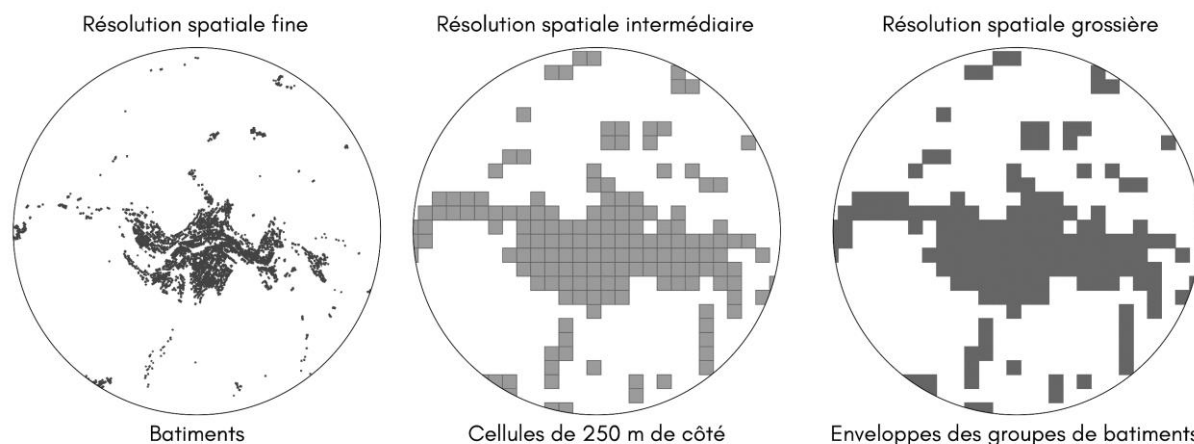 Résolution spatiale fine
Résolution spatiale intermédiaire
Résolution spatiale grossière
Batiments
Cellules de 250 m de côté
Enveloppes des groupes de batiments